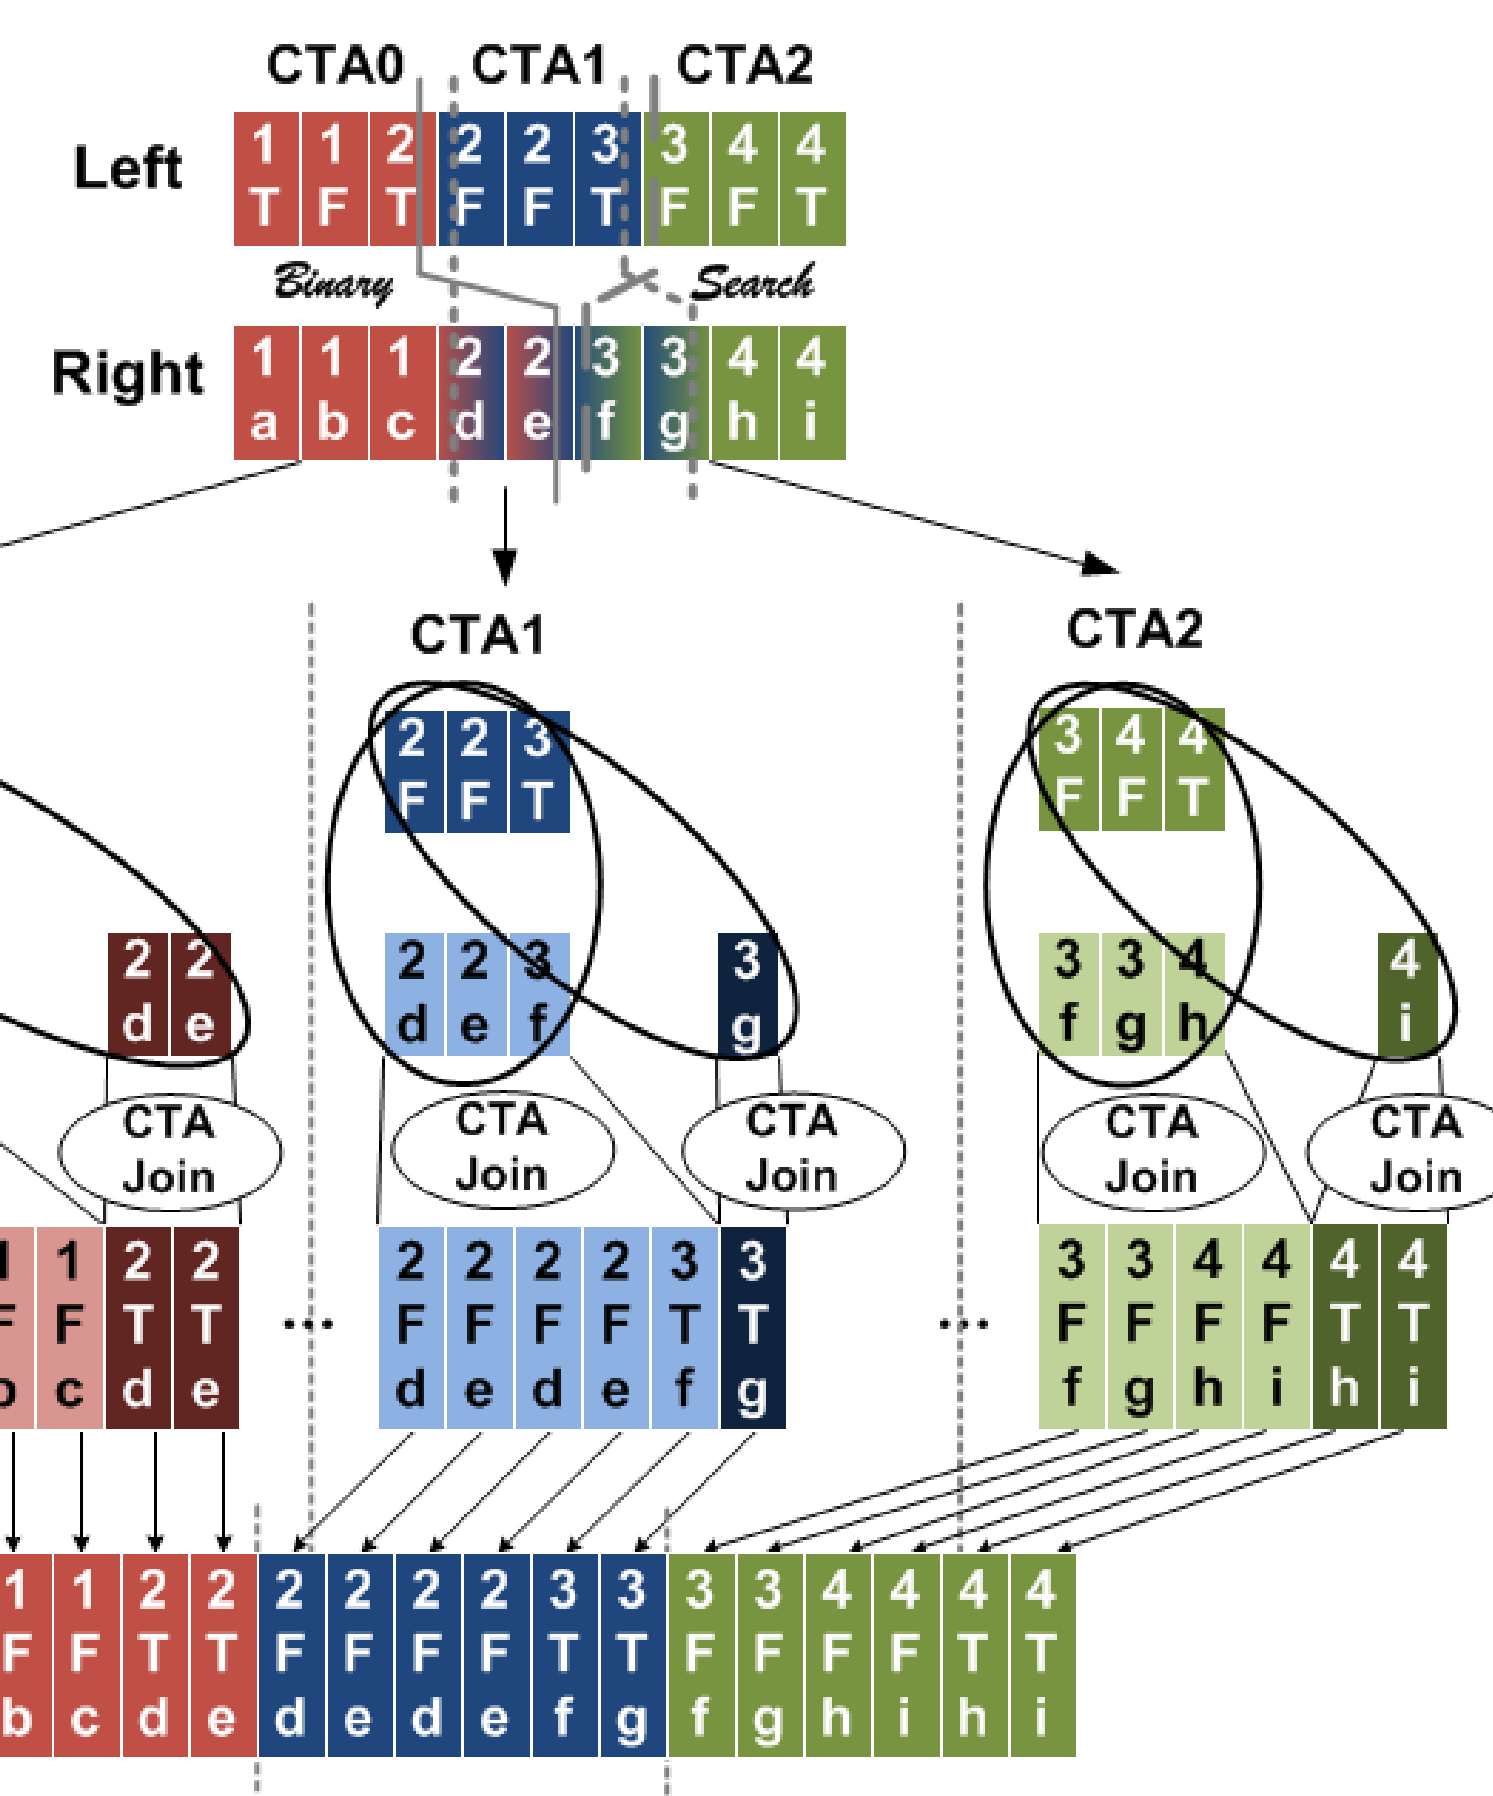 CTA0 CTA1 CTA2
Left
1 1 2 2 2 3 3 4 4
T F T F F T F F T
Binary Search
Right
1 1 1 2 2 3 3 4 4
a b c d e f g h i
CTA1 CTA2
2 2 3 3 4 4
F F T F F T
2 2 2 2 3 3 3 3 4 4
d e d e f g f g h i
CTA Join CTA Join CTA Join CTA Join CTA Join
1 2 2 2 2 2 2 3 3 3 3 4 4 4 4
F F T T ... F F F F T T ... F F F F T T
c d e d e d e f g f g h i h i
1 1 2 2 2 2 2 2 3 3 3 3 4 4 4 4
F F T T F F F F T T F F F F T T
b c d e d e d e f g f g h i h i